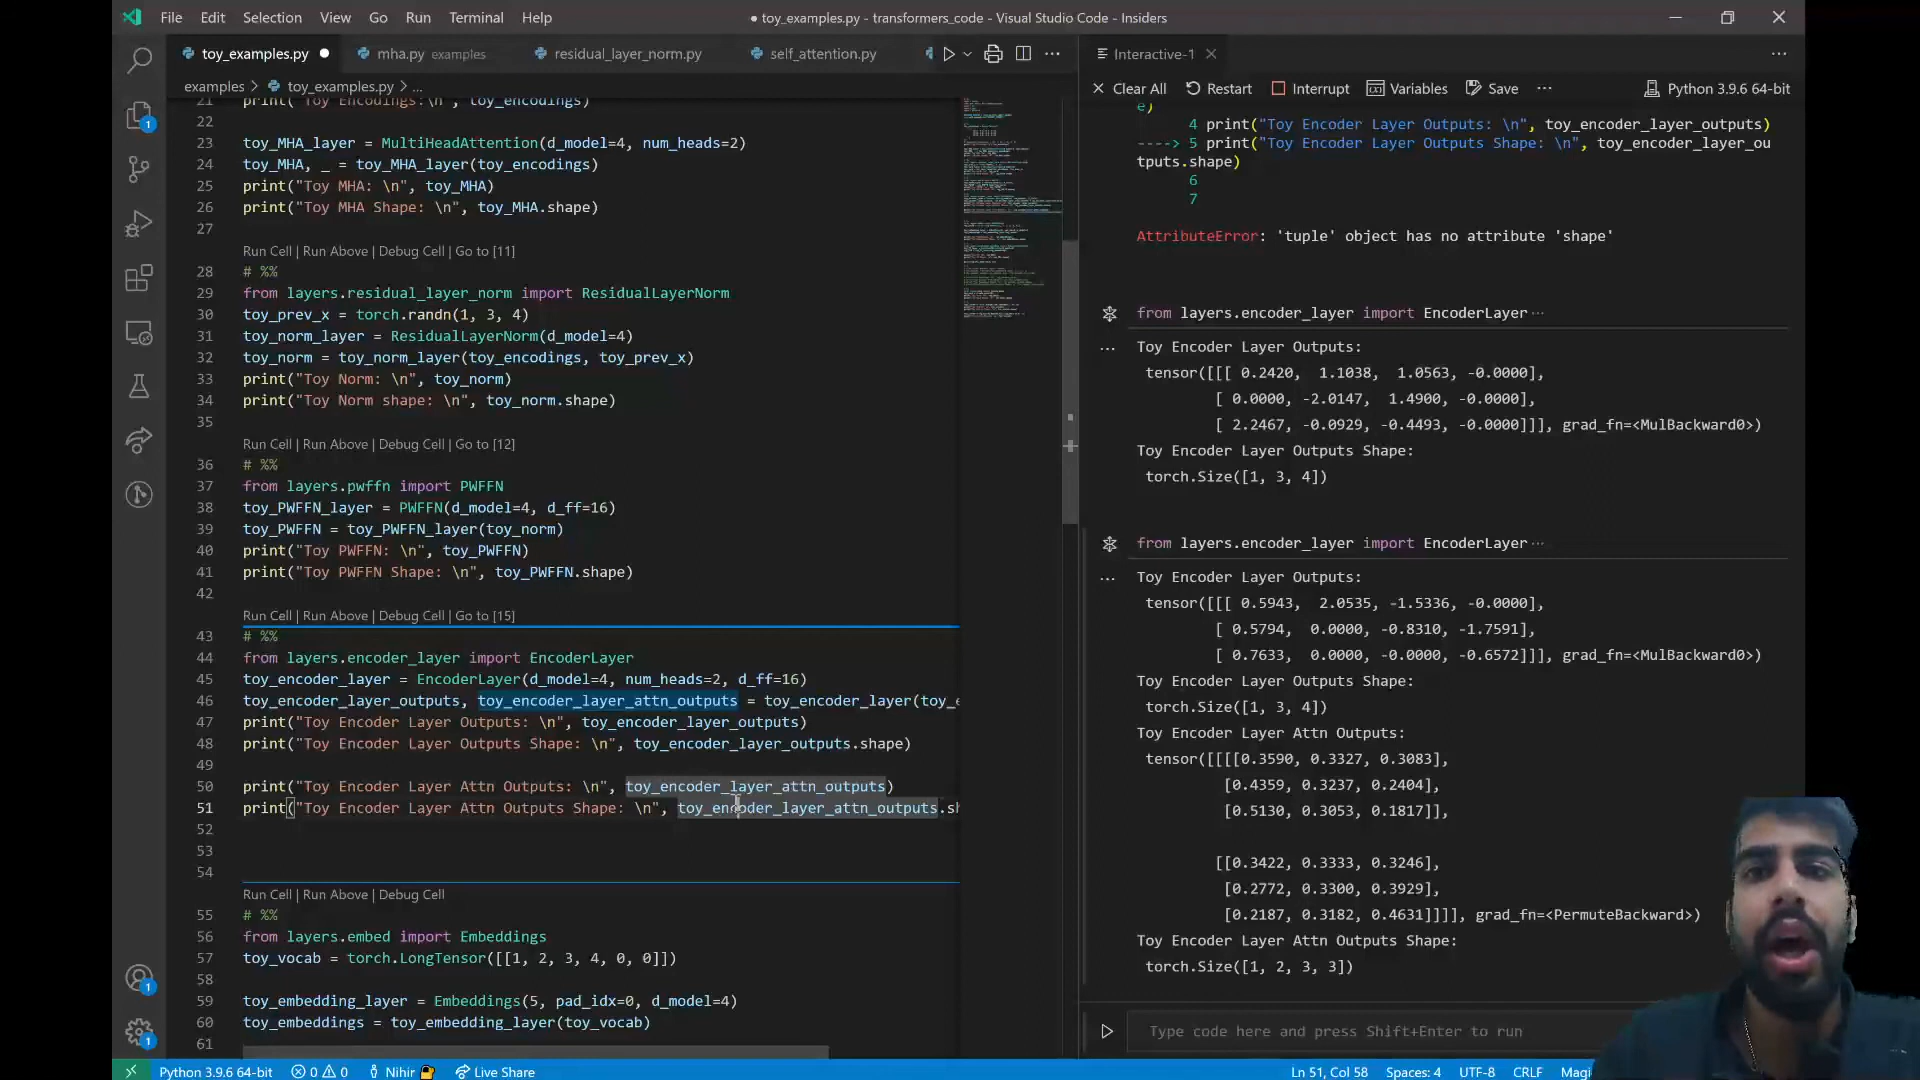 File Edit Selection View Go Run Terminal Help
● toy_examples.py - transformers_code - Visual Studio Code - Insiders
toy_examples.py ●
mha.py examples
residual_layer_norm.py
self_attention.py
examples > toy_examples.py > ...
21 print("Toy Encodings:\n", toy_encodings)
22
23 toy_MHA_layer = MultiHeadAttention(d_model=4, num_heads=2)
24 toy_MHA, _ = toy_MHA_layer(toy_encodings)
25 print("Toy MHA: \n", toy_MHA)
26 print("Toy MHA Shape: \n", toy_MHA.shape)
27
Run Cell | Run Above | Debug Cell | Go to [11]
28 # %%
29 from layers.residual_layer_norm import ResidualLayerNorm
30 toy_prev_x = torch.randn(1, 3, 4)
31 toy_norm_layer = ResidualLayerNorm(d_model=4)
32 toy_norm = toy_norm_layer(toy_encodings, toy_prev_x)
33 print("Toy Norm: \n", toy_norm)
34 print("Toy Norm shape: \n", toy_norm.shape)
35
Run Cell | Run Above | Debug Cell | Go to [12]
36 # %%
37 from layers.pwffn import PWFFN
38 toy_PWFFN_layer = PWFFN(d_model=4, d_ff=16)
39 toy_PWFFN = toy_PWFFN_layer(toy_norm)
40 print("Toy PWFFN: \n", toy_PWFFN)
41 print("Toy PWFFN Shape: \n", toy_PWFFN.shape)
42
Run Cell | Run Above | Debug Cell | Go to [15]
43 # %%
44 from layers.encoder_layer import EncoderLayer
45 toy_encoder_layer = EncoderLayer(d_model=4, num_heads=2, d_ff=16)
46 toy_encoder_layer_outputs, toy_encoder_layer_attn_outputs = toy_encoder_layer(toy_e
47 print("Toy Encoder Layer Outputs: \n", toy_encoder_layer_outputs)
48 print("Toy Encoder Layer Outputs Shape: \n", toy_encoder_layer_outputs.shape)
49
50 print("Toy Encoder Layer Attn Outputs: \n", toy_encoder_layer_attn_outputs)
51 print("Toy Encoder Layer Attn Outputs Shape: \n", toy_encoder_layer_attn_outputs.sh
52
53
54
Run Cell | Run Above | Debug Cell
55 # %%
56 from layers.embed import Embeddings
57 toy_vocab = torch.LongTensor([[1, 2, 3, 4, 0, 0]])
58
59 toy_embedding_layer = Embeddings(5, pad_idx=0, d_model=4)
60 toy_embeddings = toy_embedding_layer(toy_vocab)
61
Interactive-1
Clear All Restart Interrupt Variables Save ··· Python 3.9.6 64-bit
e)
4 print("Toy Encoder Layer Outputs: \n", toy_encoder_layer_outputs)
----> 5 print("Toy Encoder Layer Outputs Shape: \n", toy_encoder_layer_ou
tputs.shape)
6
7
AttributeError: 'tuple' object has no attribute 'shape'
from layers.encoder_layer import EncoderLayer···
Toy Encoder Layer Outputs:
tensor([[[ 0.2420, 1.1038, 1.0563, -0.0000],
[ 0.0000, -2.0147, 1.4900, -0.0000],
[ 2.2467, -0.0929, -0.4493, -0.0000]]], grad_fn=<MulBackward0>)
Toy Encoder Layer Outputs Shape:
torch.Size([1, 3, 4])
from layers.encoder_layer import EncoderLayer···
Toy Encoder Layer Outputs:
tensor([[[ 0.5943, 2.0535, -1.5336, -0.0000],
[ 0.5794, 0.0000, -0.8310, -1.7591],
[ 0.7633, 0.0000, -0.0000, -0.6572]]], grad_fn=<MulBackward0>)
Toy Encoder Layer Outputs Shape:
torch.Size([1, 3, 4])
Toy Encoder Layer Attn Outputs:
tensor([[[[0.3590, 0.3327, 0.3083],
[0.4359, 0.3237, 0.2404],
[0.5130, 0.3053, 0.1817]],
[[0.3422, 0.3333, 0.3246],
[0.2772, 0.3300, 0.3929],
[0.2187, 0.3182, 0.4631]]]], grad_fn=<PermuteBackward>)
Toy Encoder Layer Attn Outputs Shape:
torch.Size([1, 2, 3, 3])
Type code here and press Shift+Enter to run
1
1
1
Python 3.9.6 64-bit 0 0 Nihir Live Share Ln 51, Col 58 Spaces: 4 UTF-8 CRLF Magi